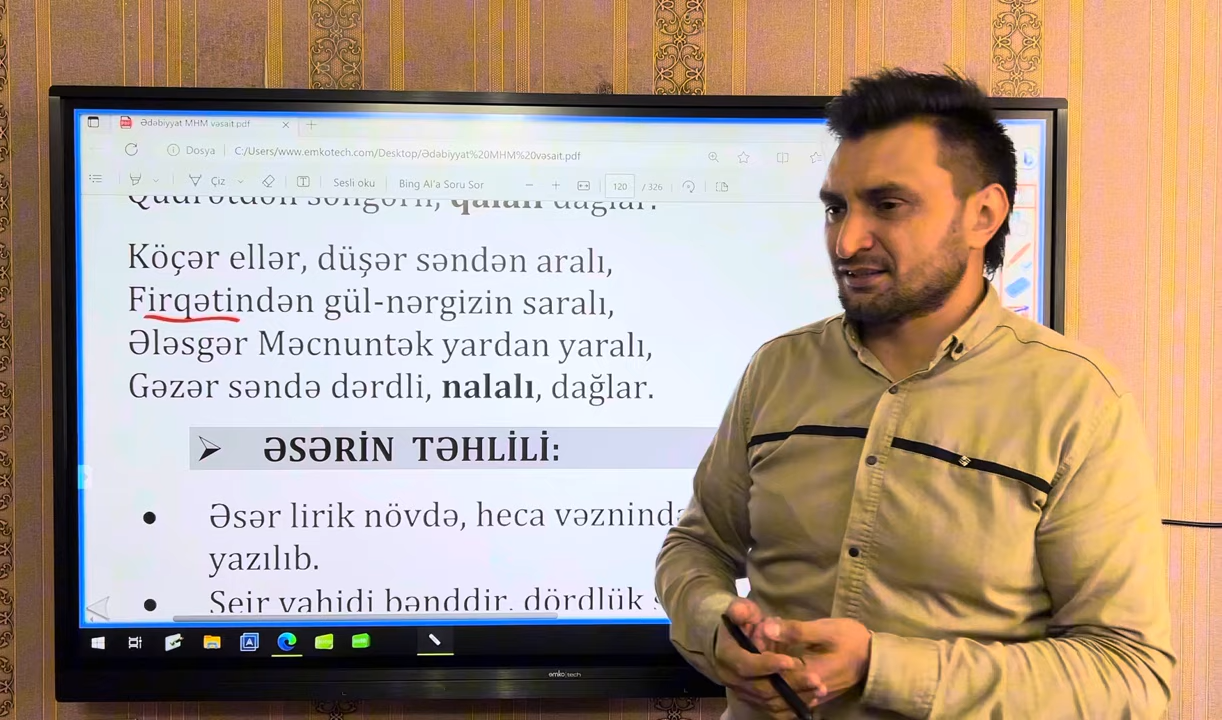 Ədəbiyyat MHM vəsait.pdf
Dosya C:/Users/www.emkotech.com/Desktop/Ədəbiyyat%20MHM%20vəsait.pdf
Çiz Sesli oku Bing AI'a Soru Sor 120 / 326
qalalı dağlar.
Köçər ellər, düşər səndən aralı,
Firqətindən gül-nərgizin saralı,
Ələsgər Məcnuntək yardan yaralı,
Gəzər səndə dərdli, nalalı, dağlar.
ƏSƏRİN TƏHLİLİ:
Əsər lirik növdə, heca vəznində
yazılıb.
Şeir vahidi bənddir, dördlük
emko|tech